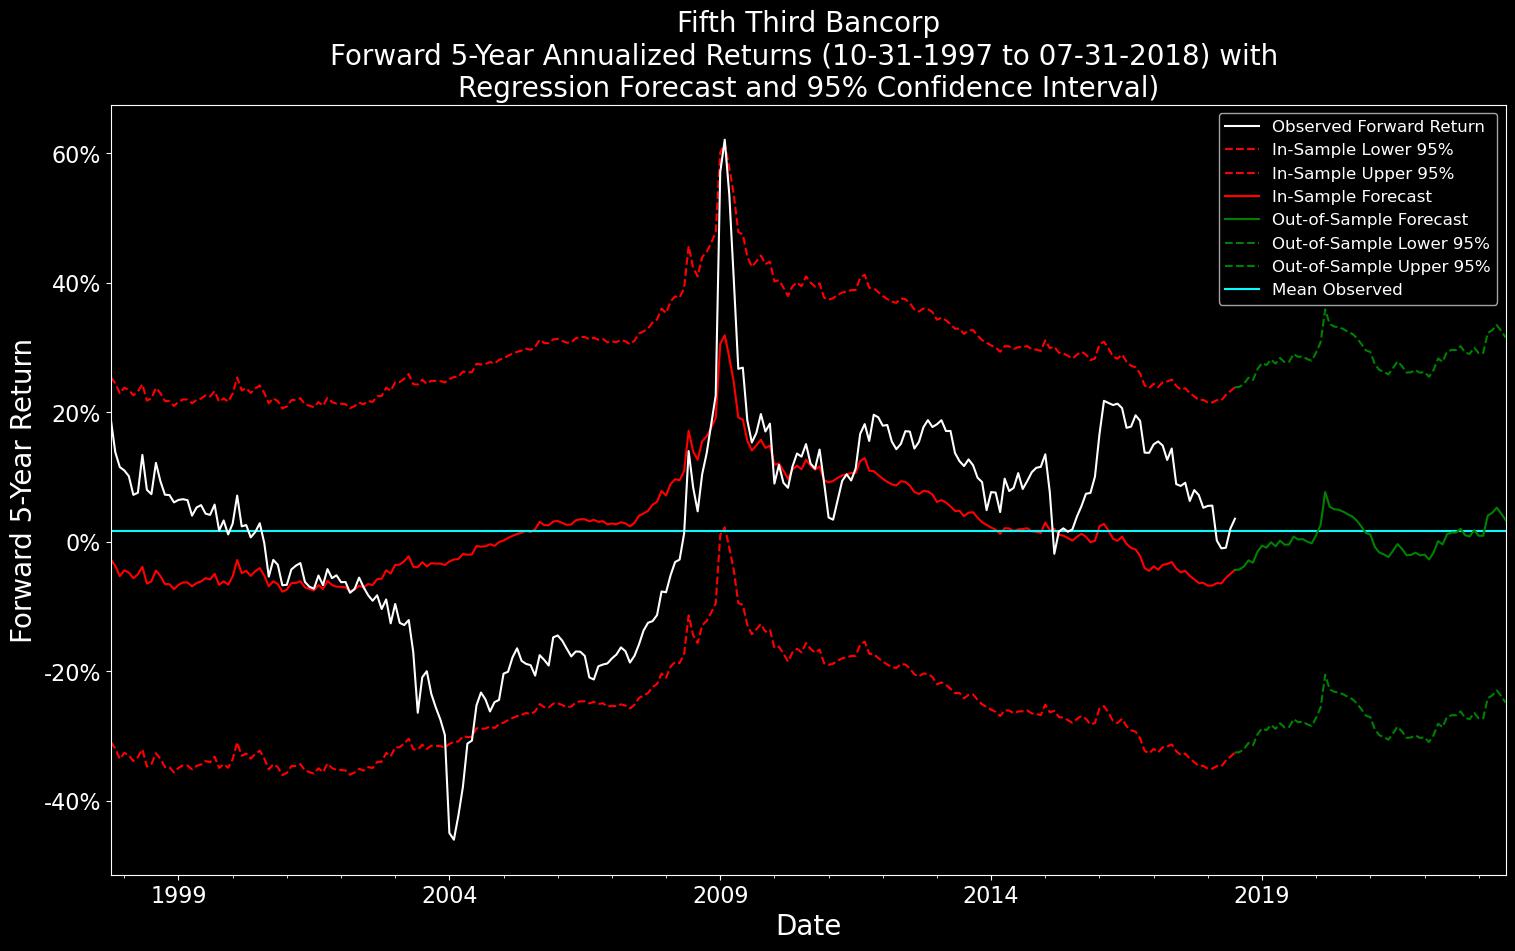 Fifth Third Bancorp
Forward 5-Year Annualized Returns (10-31-1997 to 07-31-2018) with
Regression Forecast and 95% Confidence Interval)
Observed Forward Return
In-Sample Lower 95%
In-Sample Upper 95%
In-Sample Forecast
Out-of-Sample Forecast
Out-of-Sample Lower 95%
Out-of-Sample Upper 95%
Mean Observed
Forward 5-Year Return
60%
40%
20%
0%
-20%
-40%
1999
2004
2009
2014
2019
Date